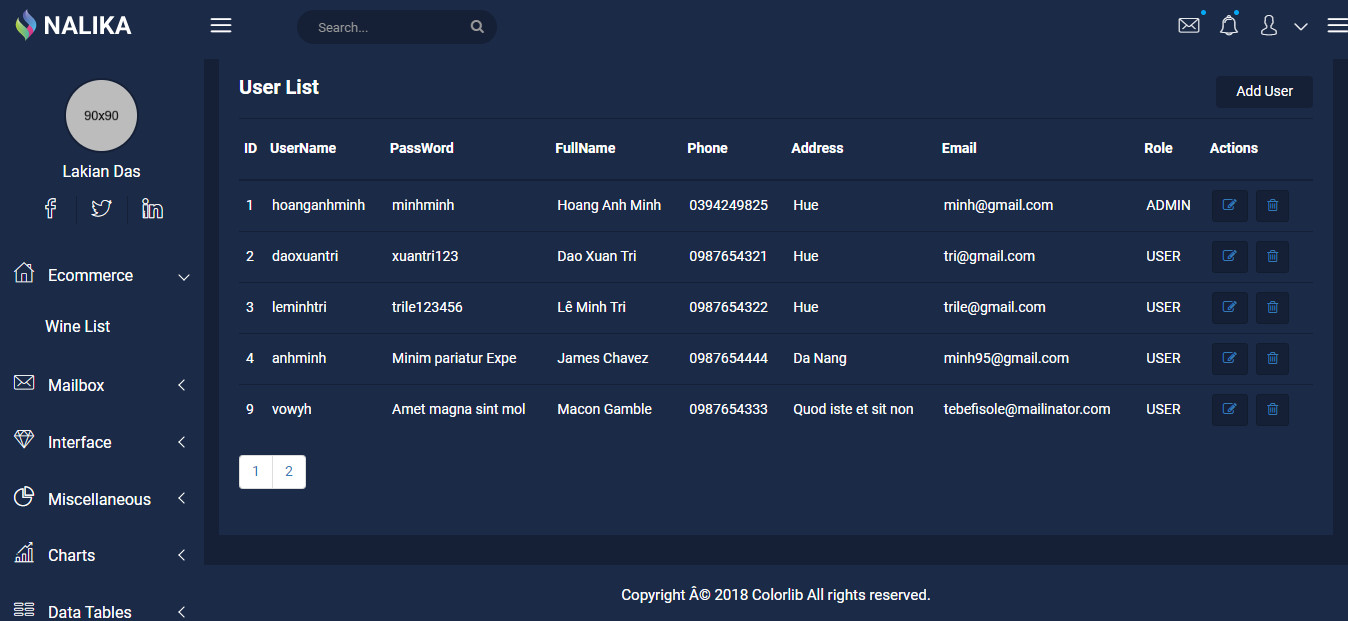 NALIKA
Search...
90x90
Lakian Das
Ecommerce
Wine List
Mailbox
Interface
Miscellaneous
Charts
Data Tables
User List
Add User
ID UserName PassWord FullName Phone Address Email Role Actions
1 hoanganhminh minhminh Hoang Anh Minh 0394249825 Hue minh@gmail.com ADMIN
2 daoxuantri xuantri123 Dao Xuan Tri 0987654321 Hue tri@gmail.com USER
3 leminhtri trile123456 Lê Minh Tri 0987654322 Hue trile@gmail.com USER
4 anhminh Minim pariatur Expe James Chavez 0987654444 Da Nang minh95@gmail.com USER
9 vowyh Amet magna sint mol Macon Gamble 0987654333 Quod iste et sit non tebefisole@mailinator.com USER
1 2
Copyright Â© 2018 Colorlib All rights reserved.